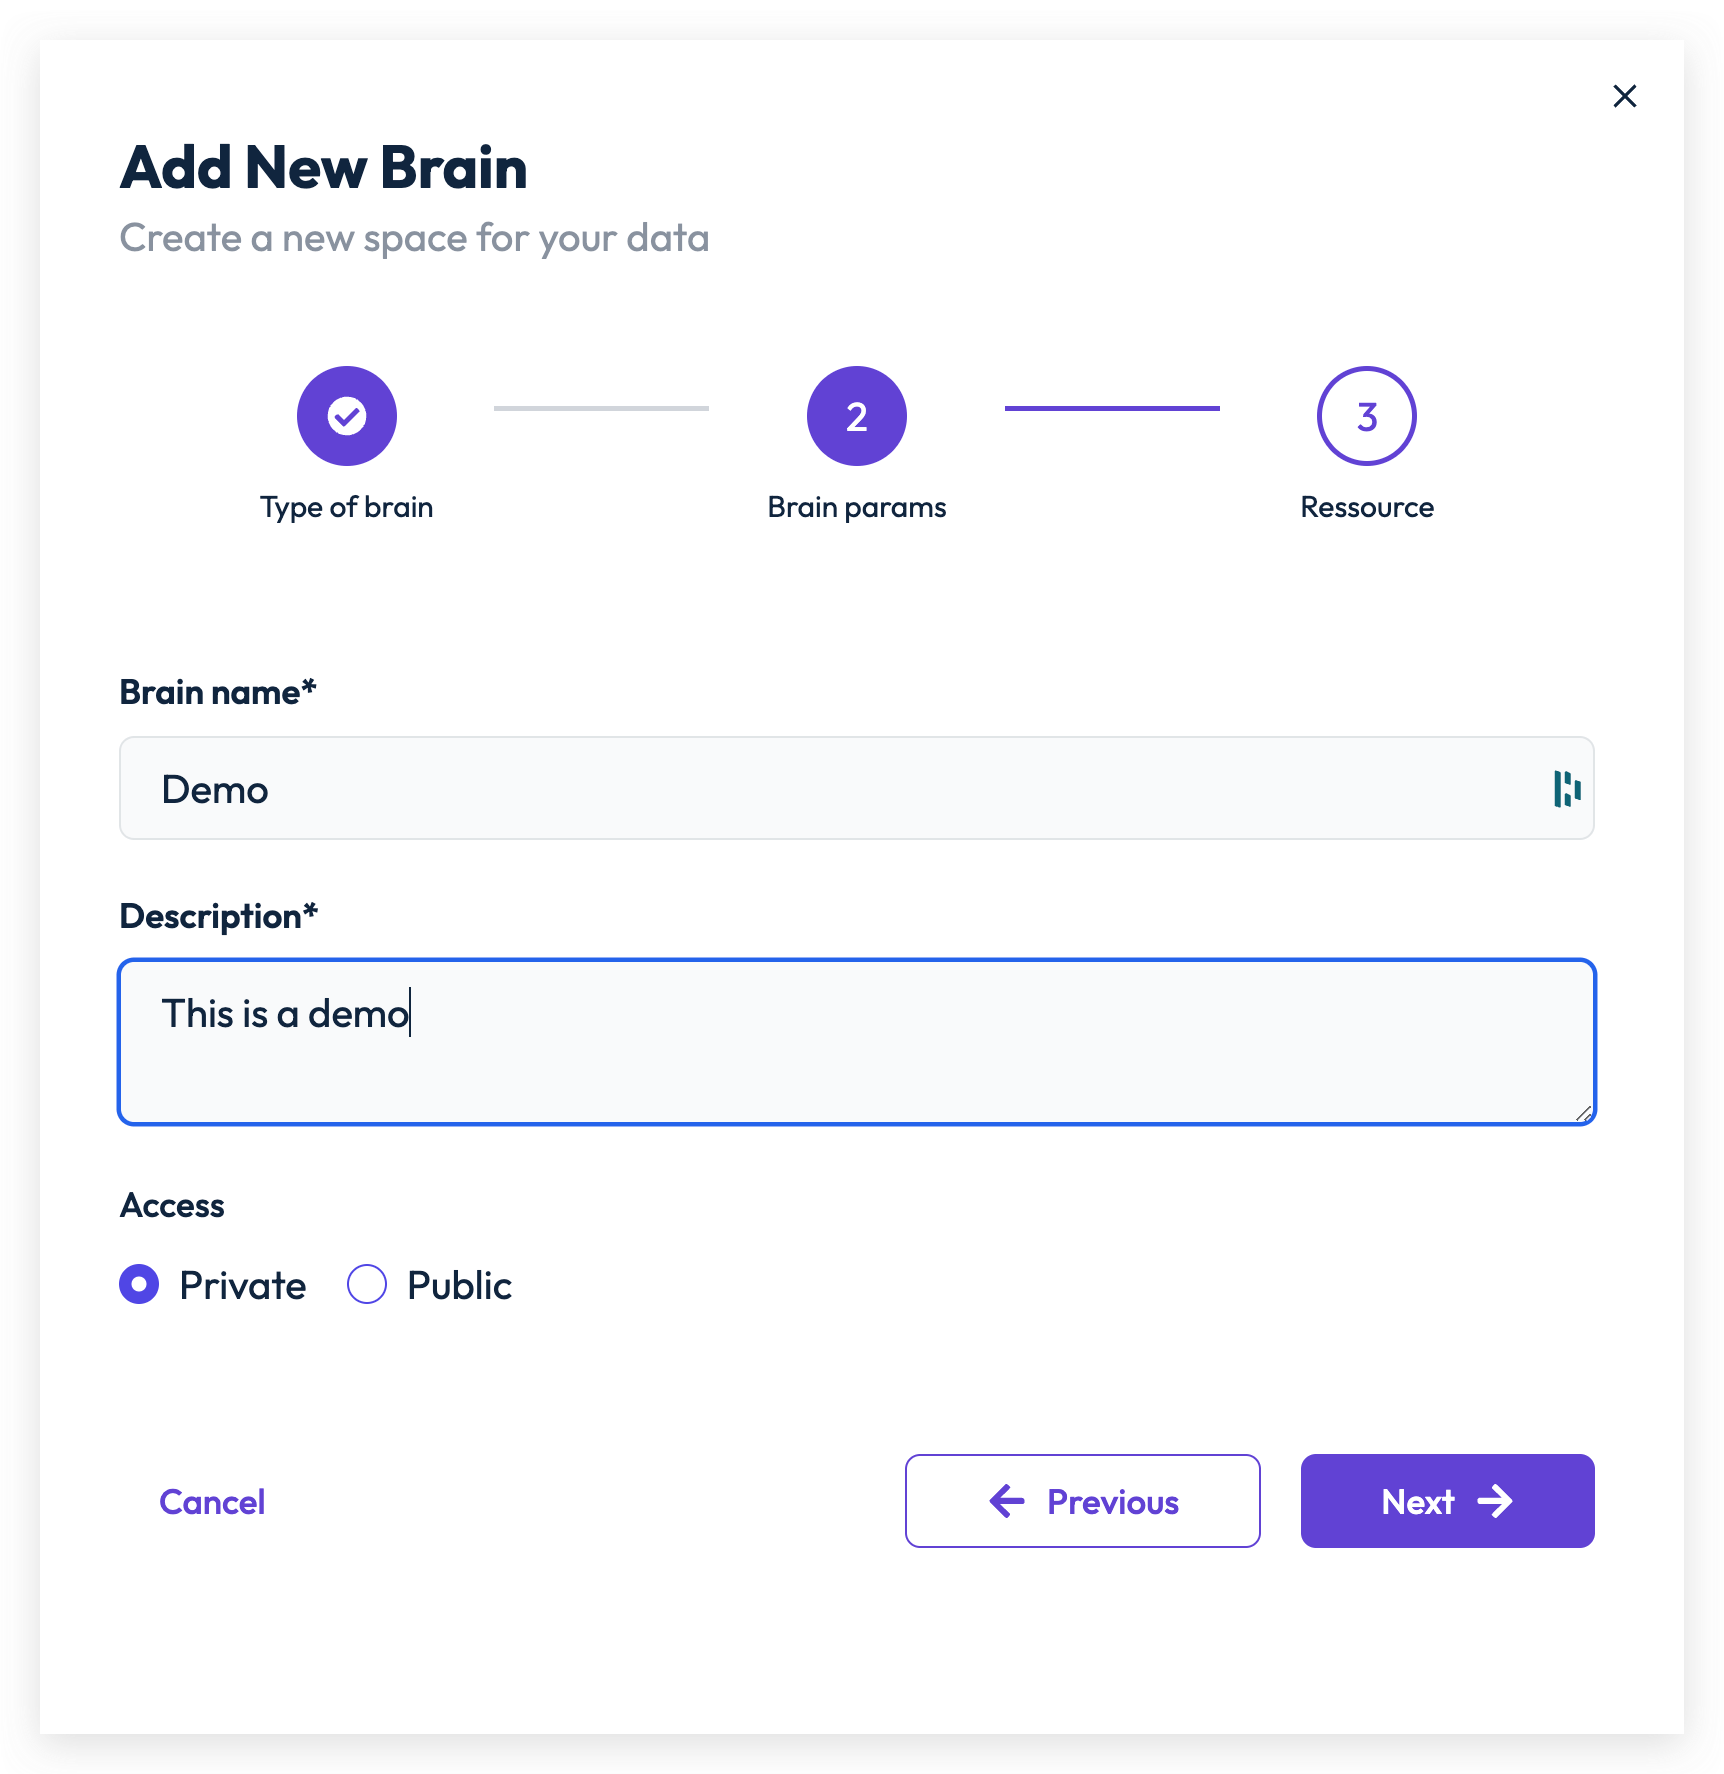 Add New Brain
Create a new space for your data
2
3
Type of brain
Brain params
Ressource
Brain name*
Demo
Description*
This is a demo
Access
Private
Public
Cancel
Previous
Next